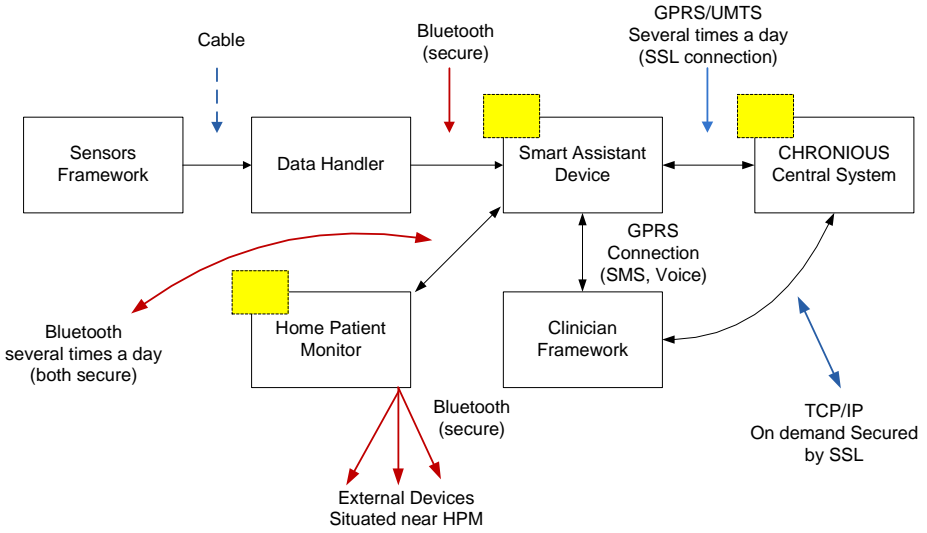 GPRS/UMTS
Several times a day
(SSL connection)
Bluetooth
(secure)
Cable
Sensors
Framework
Data Handler
Smart Assistant
Device
CHRONIOUS
Central System
GPRS
Connection
(SMS, Voice)
Home Patient
Monitor
Clinician
Framework
Bluetooth
several times a day
(both secure)
Bluetooth
(secure)
TCP/IP
On demand Secured
by SSL
External Devices
Situated near HPM